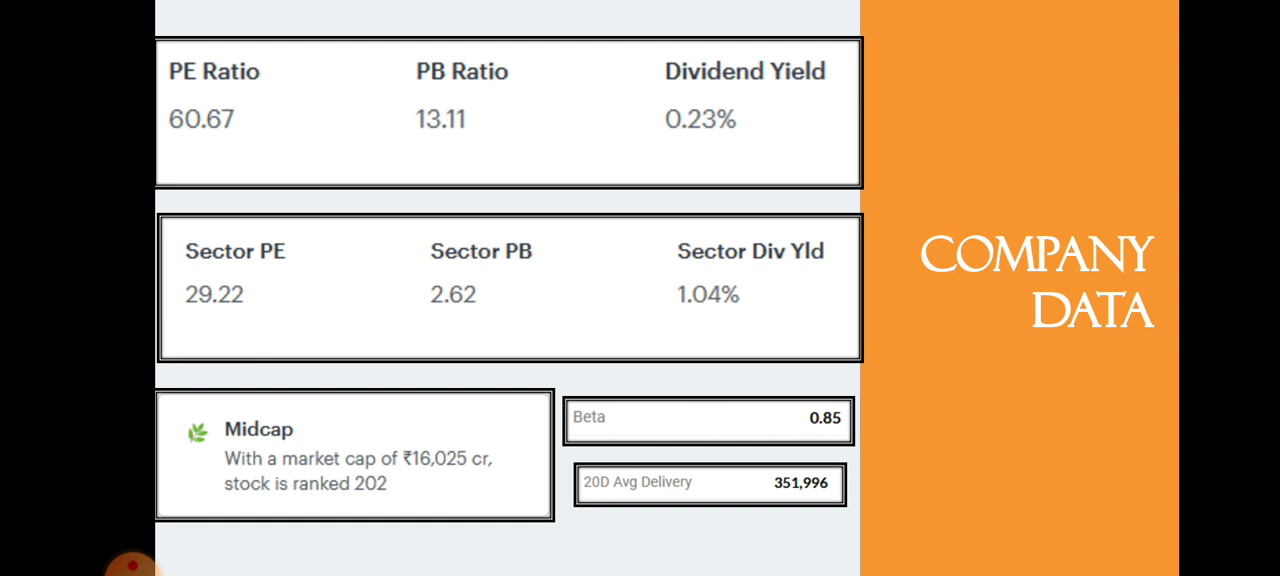 PE Ratio PB Ratio Dividend Yield
60.67 13.11 0.23%
Sector PE Sector PB Sector Div Yld
29.22 2.62 1.04%
COMPANY
DATA
Midcap
With a market cap of ₹16,025 cr,
stock is ranked 202
Beta 0.85
20D Avg Delivery 351,996